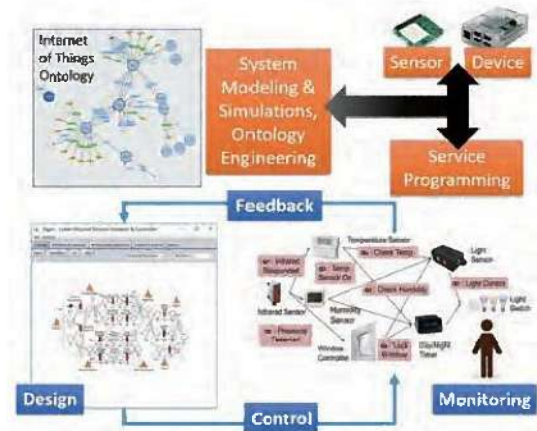 Internet
of Things
Ontology
System
Modeling &
Simulations,
Ontology
Engineering
Sensor
Device
Service
Programming
Feedback
Temperature Sensor
Infrared
Responded
Check Temp
Light
Sensor
Temp
Sensor On
Check Humidity
Light Control
Infrared Sensor
Humidity
Sensor
Light
Switch
Presence
Detected
Window
Controller
Lock
Window
Day/Night
Timer
Design
Control
Monitoring